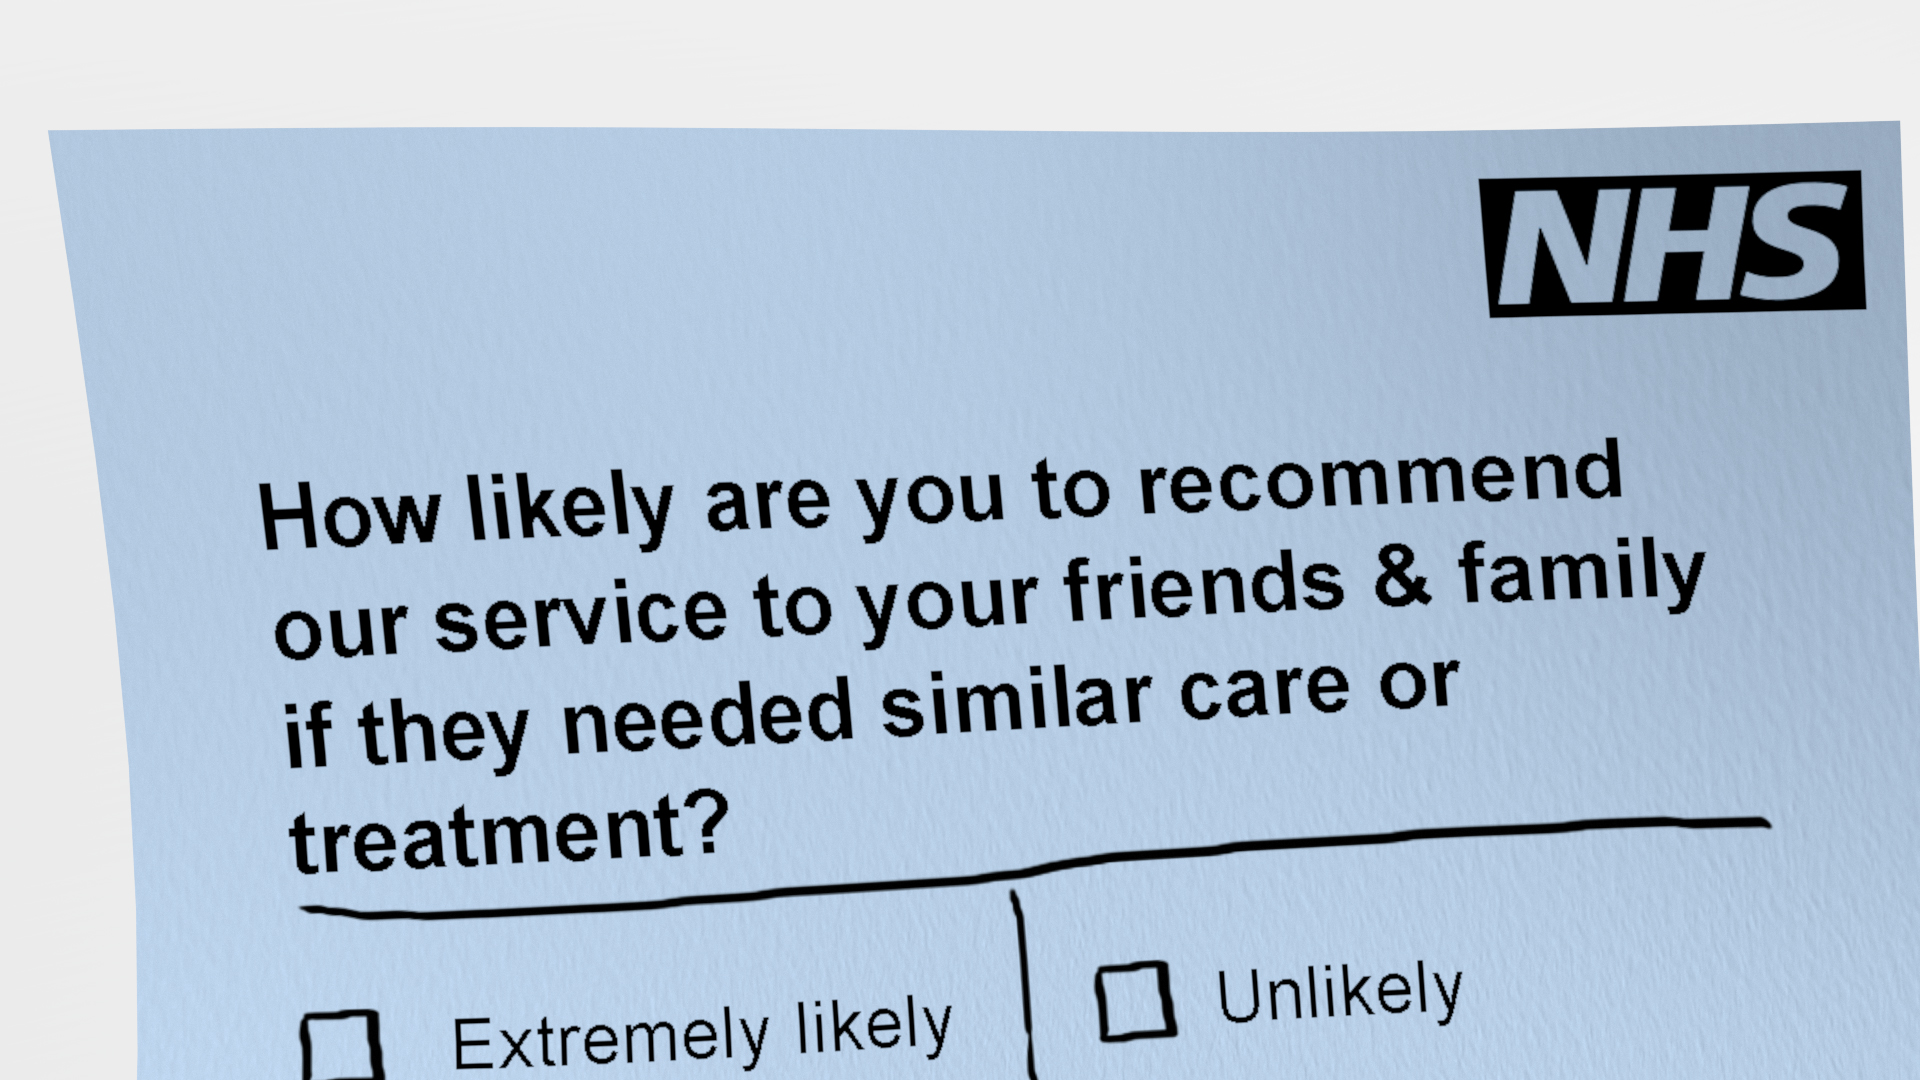 NHS
How likely are you to recommend
our service to your friends & family
if they needed similar care or
treatment?
Extremely likely
Unlikely